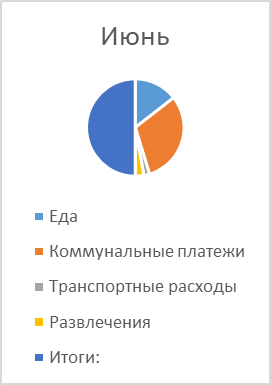 Июнь
Еда
Коммунальные платежи
Транспортные расходы
Развлечения
Итоги: